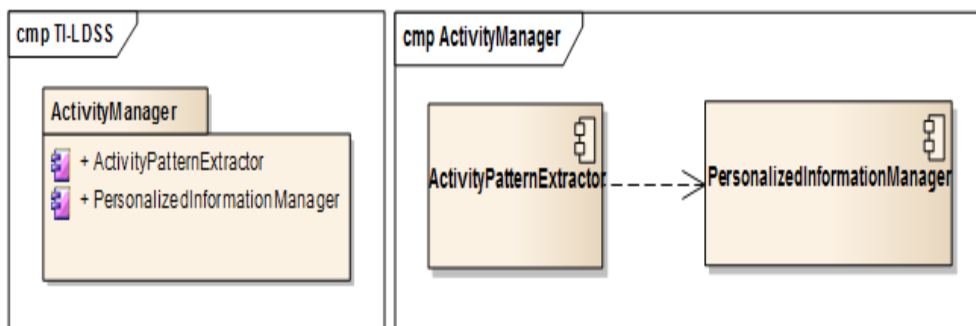 cmp TI-LDSS
ActivityManager
+ ActivityPatternExtractor
+ PersonalizedInformationManager
cmp ActivityManager
ActivityPatternExtractor
PersonalizedInformationManager